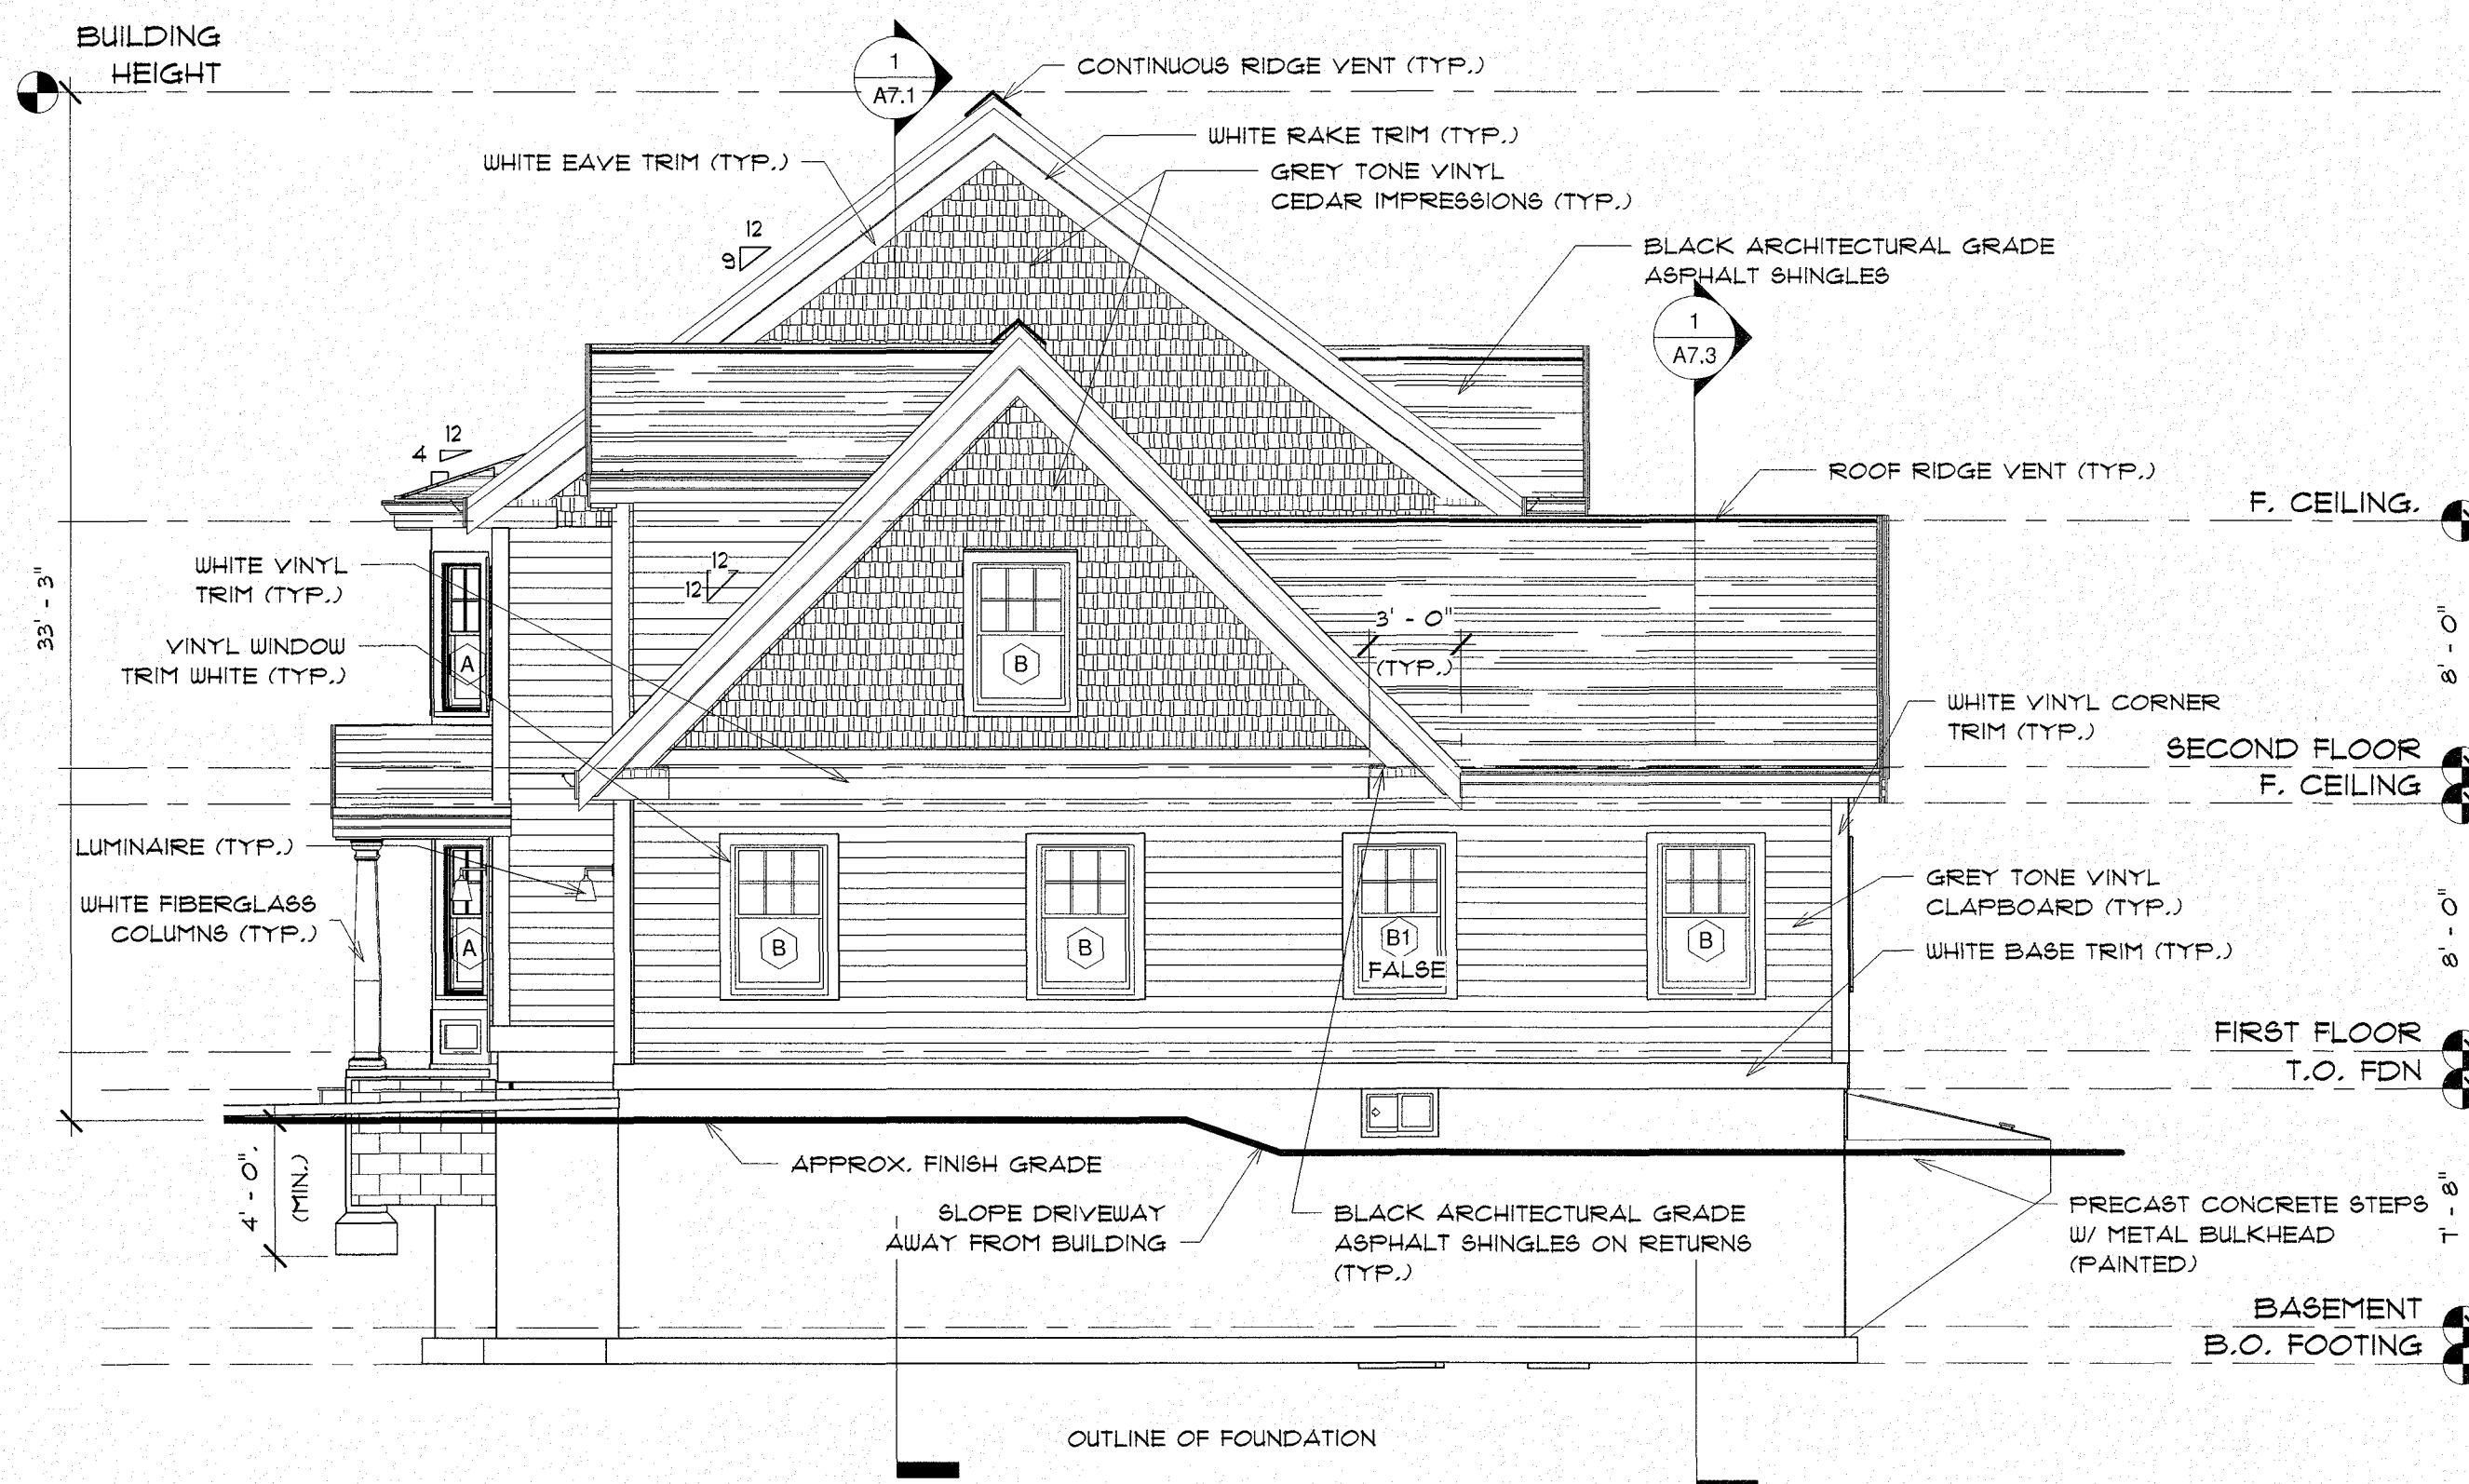 BUILDING
HEIGHT
1
A7.1
CONTINUOUS RIDGE VENT (TYP.)
WHITE RAKE TRIM (TYP.)
WHITE EAVE TRIM (TYP.)
GREY TONE VINYL
CEDAR IMPRESSIONS (TYP.)
12
9
BLACK ARCHITECTURAL GRADE
ASPHALT SHINGLES
1
A7.3
12
4
ROOF RIDGE VENT (TYP.)
F. CEILING.
WHITE VINYL
TRIM (TYP.)
12
12
33' - 3"
3' - 0"
(TYP.)
8' - 0"
VINYL WINDOW
TRIM WHITE (TYP.)
A
B
WHITE VINYL CORNER
TRIM (TYP.)
SECOND FLOOR
F. CEILING
LUMINAIRE (TYP.)
WHITE FIBERGLASS
COLUMNS (TYP.)
GREY TONE VINYL
CLAPBOARD (TYP.)
8' - 0"
A
B
B
B1
FALSE
B
WHITE BASE TRIM (TYP.)
FIRST FLOOR
T.O. FDN
4' - 0"
(MIN.)
APPROX. FINISH GRADE
SLOPE DRIVEWAY
AWAY FROM BUILDING
BLACK ARCHITECTURAL GRADE
ASPHALT SHINGLES ON RETURNS
(TYP.)
PRECAST CONCRETE STEPS
W/ METAL BULKHEAD
(PAINTED)
7' - 8"
BASEMENT
B.O. FOOTING
OUTLINE OF FOUNDATION